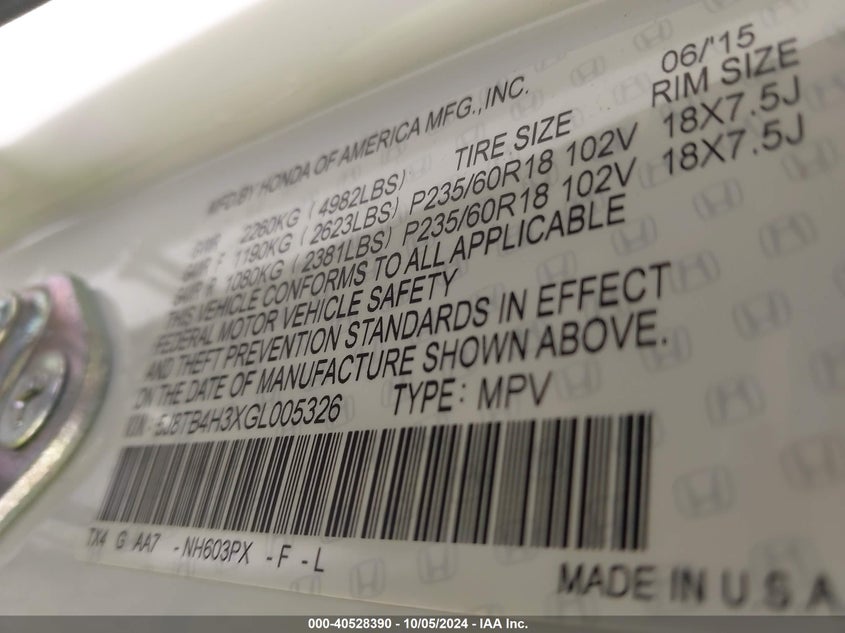 MFD.BY HONDA OF AMERICA MFG.,INC. 06/'15
GVWR 2260KG (4982LBS) TIRE SIZE RIM SIZE
GAWR F 1190KG (2623LBS) P235/60R18 102V 18X7.5J
GAWR R 1080KG (2381LBS) P235/60R18 102V 18X7.5J
THIS VEHICLE CONFORMS TO ALL APPLICABLE
FEDERAL MOTOR VEHICLE SAFETY
AND THEFT PREVENTION STANDARDS IN EFFECT
ON THE DATE OF MANUFACTURE SHOWN ABOVE.
V.I.N: 5J8TB4H3XGL005326 TYPE: MPV
TX4 G AA7 -NH603PX -F -L
MADE IN U S A
000-40528390 - 10/05/2024 - IAA Inc.